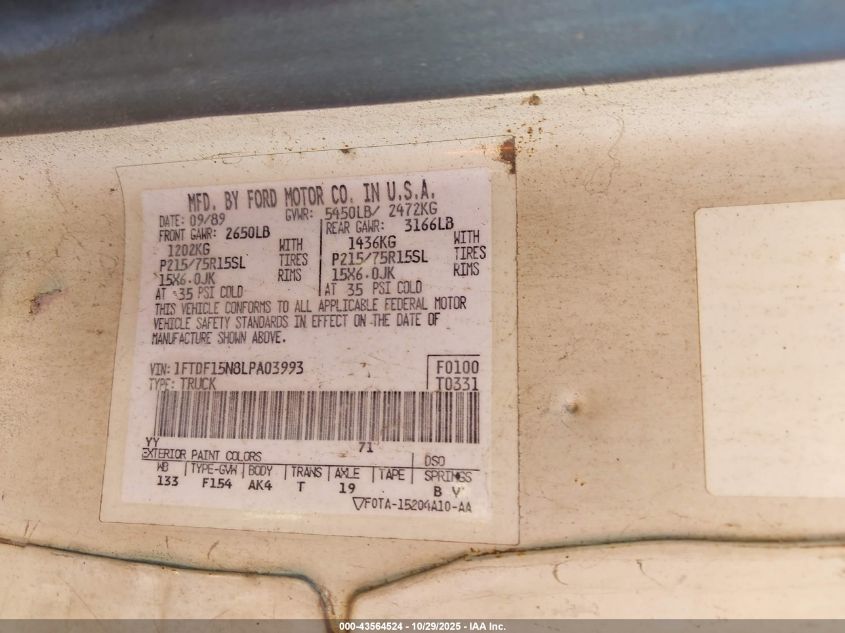 MFD. BY FORD MOTOR CO. IN U.S.A.
DATE: 09/89 GVWR: 5450LB/ 2472KG
FRONT GAWR: 2650LB REAR GAWR: 3166LB
1202KG WITH 1436KG WITH
P215/75R15SL TIRES P215/75R15SL TIRES
15X6.0JK RIMS 15X6.0JK RIMS
AT 35 PSI COLD AT 35 PSI COLD
THIS VEHICLE CONFORMS TO ALL APPLICABLE FEDERAL MOTOR
VEHICLE SAFETY STANDARDS IN EFFECT ON THE DATE OF
MANUFACTURE SHOWN ABOVE.
VIN: 1FTDF15N8LPA03993 F0100
TYPE: TRUCK T0331
YY 71
EXTERIOR PAINT COLORS DSO
WB TYPE-GVW BODY TRANS AXLE TAPE SPRINGS
133 F154 AK4 T 19 B V
▽F0TA-15204A10-AA
000-43564524 | 10/29/2025 - IAA Inc.